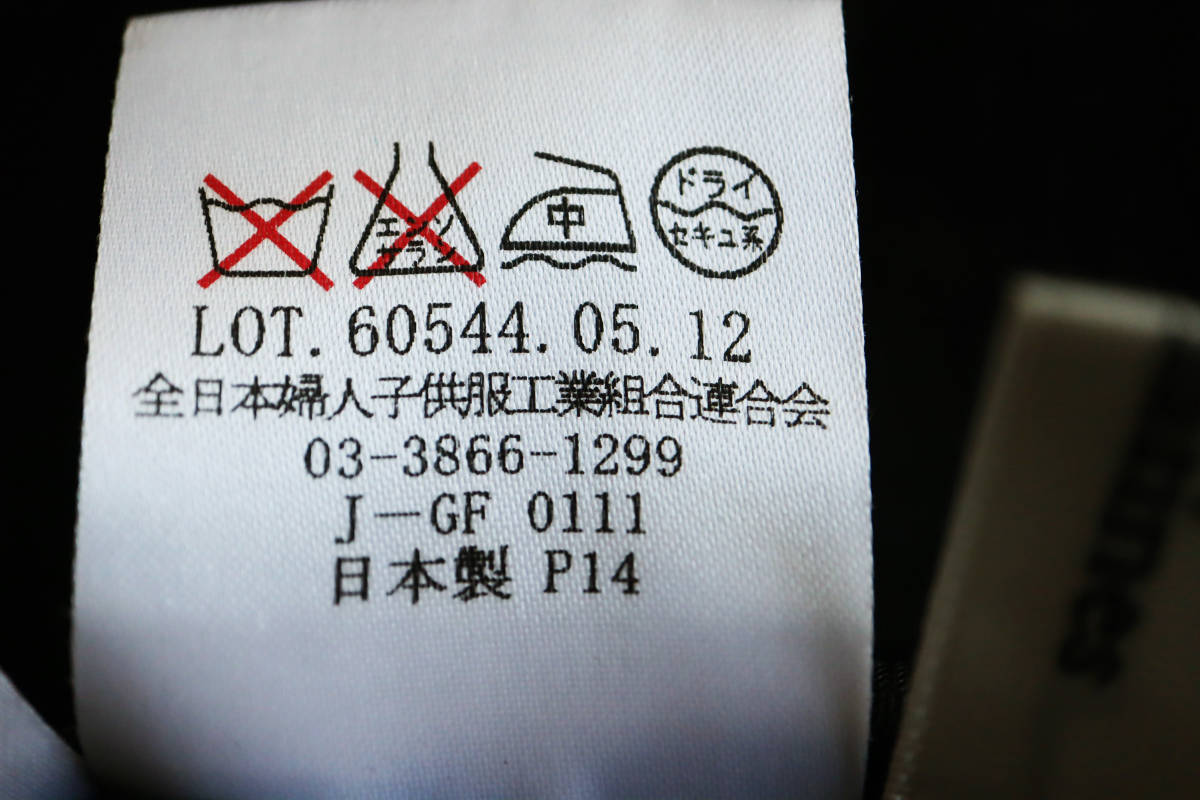 エンソ
サラシ
中
ドライ
セキユ系
LOT. 60544. 05. 12
全日本婦人子供服工業組合連合会
03-3866-1299
J-GF 0111
日本製 P14